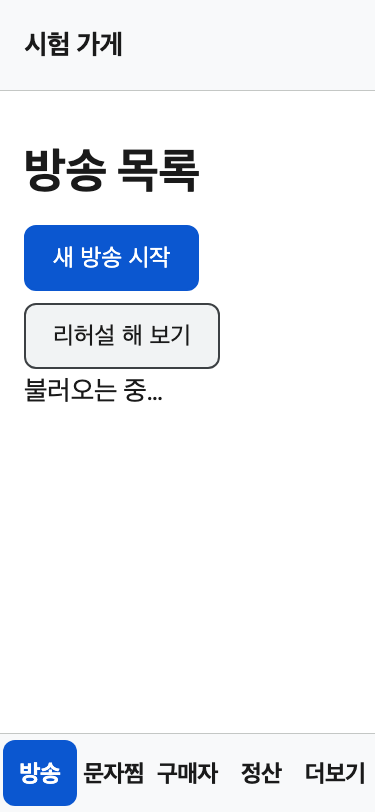 시험 가게
방송 목록
새 방송 시작
리허설 해 보기
불러오는 중...
방송 문자찜 구매자 정산 더보기